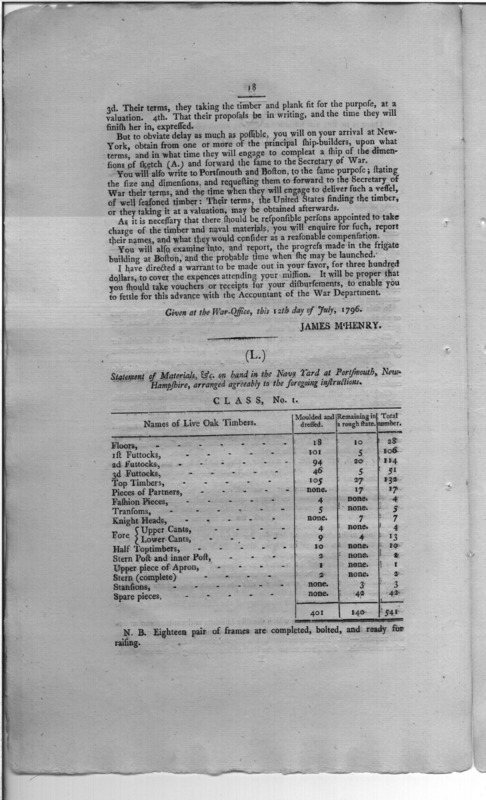 18
3d. Their terms, they taking the timber and plank fit for the purpoſe, at a
valuation. 4th. That their propoſals be in writing, and the time they will
finiſh her in, expreſſed.
But to obviate delay as much as poſſible, you will on your arrival at New-
York, obtain from one or more of the principal ſhip-builders, upon what
terms, and in what time they will engage to compleat a ſhip of the dimen-
ſions of ſketch (A.) and forward the ſame to the Secretary of War.
You will alſo write to Portſmouth and Boſton, to the ſame purpoſe; ſtating
the ſize and dimenſions, and requeſting them to forward to the Secretary of
War their terms, and the time when they will engage to deliver ſuch a veſſel,
of well ſeaſoned timber: Their terms, the United States finding the timber,
or they taking it at a valuation, may be obtained afterwards.
As it is neceſſary that there ſhould be reſponſible perſons appointed to take
charge of the timber and naval materials, you will enquire for ſuch, report
their names, and what they would conſider as a reaſonable compenſation.
You will alſo examine into, and report, the progreſs made in the frigate
building at Boſton, and the probable time when ſhe may be launched.
I have directed a warrant to be made out in your favor, for three hundred
dollars, to cover the expences attending your miſſion. It will be proper that
you ſhould take vouchers or receipts for your diſburſements, to enable you
to ſettle for this advance with the Accountant of the War Department.
Given at the War-Office, this 12th day of July, 1796.
JAMES M'HENRY.
(L.)
Statement of Materials, &c. on hand in the Navy Yard at Portſmouth, New-
Hampſhire, arranged agreeably to the foregoing inſtructions.
CLASS, No. 1.
Names of Live Oak Timbers. Moulded and dreſſed. Remaining in a rough ſtate. Total number.
Floors, - - - - - - - 18 10 28
1ſt Futtocks, - - - - - - 101 5 106
2d Futtocks, - - - - - - 94 20 114
3d Futtocks, - - - - - - 46 5 51
Top Timbers, - - - - - - 105 27 132
Pieces of Partners, - - - - - none. 17 17
Faſhion Pieces, - - - - - - 4 none. 4
Tranſoms, - - - - - - 5 none. 5
Knight Heads, - - - - - - none. 7 7
Fore { Upper Cants, - - - - - 4 none. 4
{ Lower Cants, - - - - - 9 4 13
Half Toptimbers, - - - - - 10 none. 10
Stern Poſt and inner Poſt, - - - - 2 none. 2
Upper piece of Apron, - - - - 1 none. 1
Stern (complete) - - - - 2 none. 2
Stanſions, - - - - - - none. 3 3
Spare pieces. - - - - - none. 42 42
401 140 541
N. B. Eighteen pair of frames are completed, bolted, and ready for
raiſing.